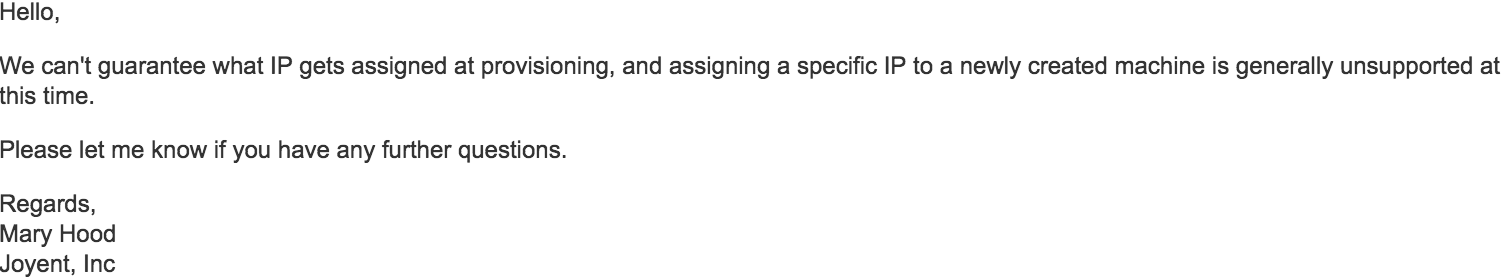 Hello,
We can't guarantee what IP gets assigned at provisioning, and assigning a specific IP to a newly created machine is generally unsupported at
this time.
Please let me know if you have any further questions.
Regards,
Mary Hood
Joyent, Inc